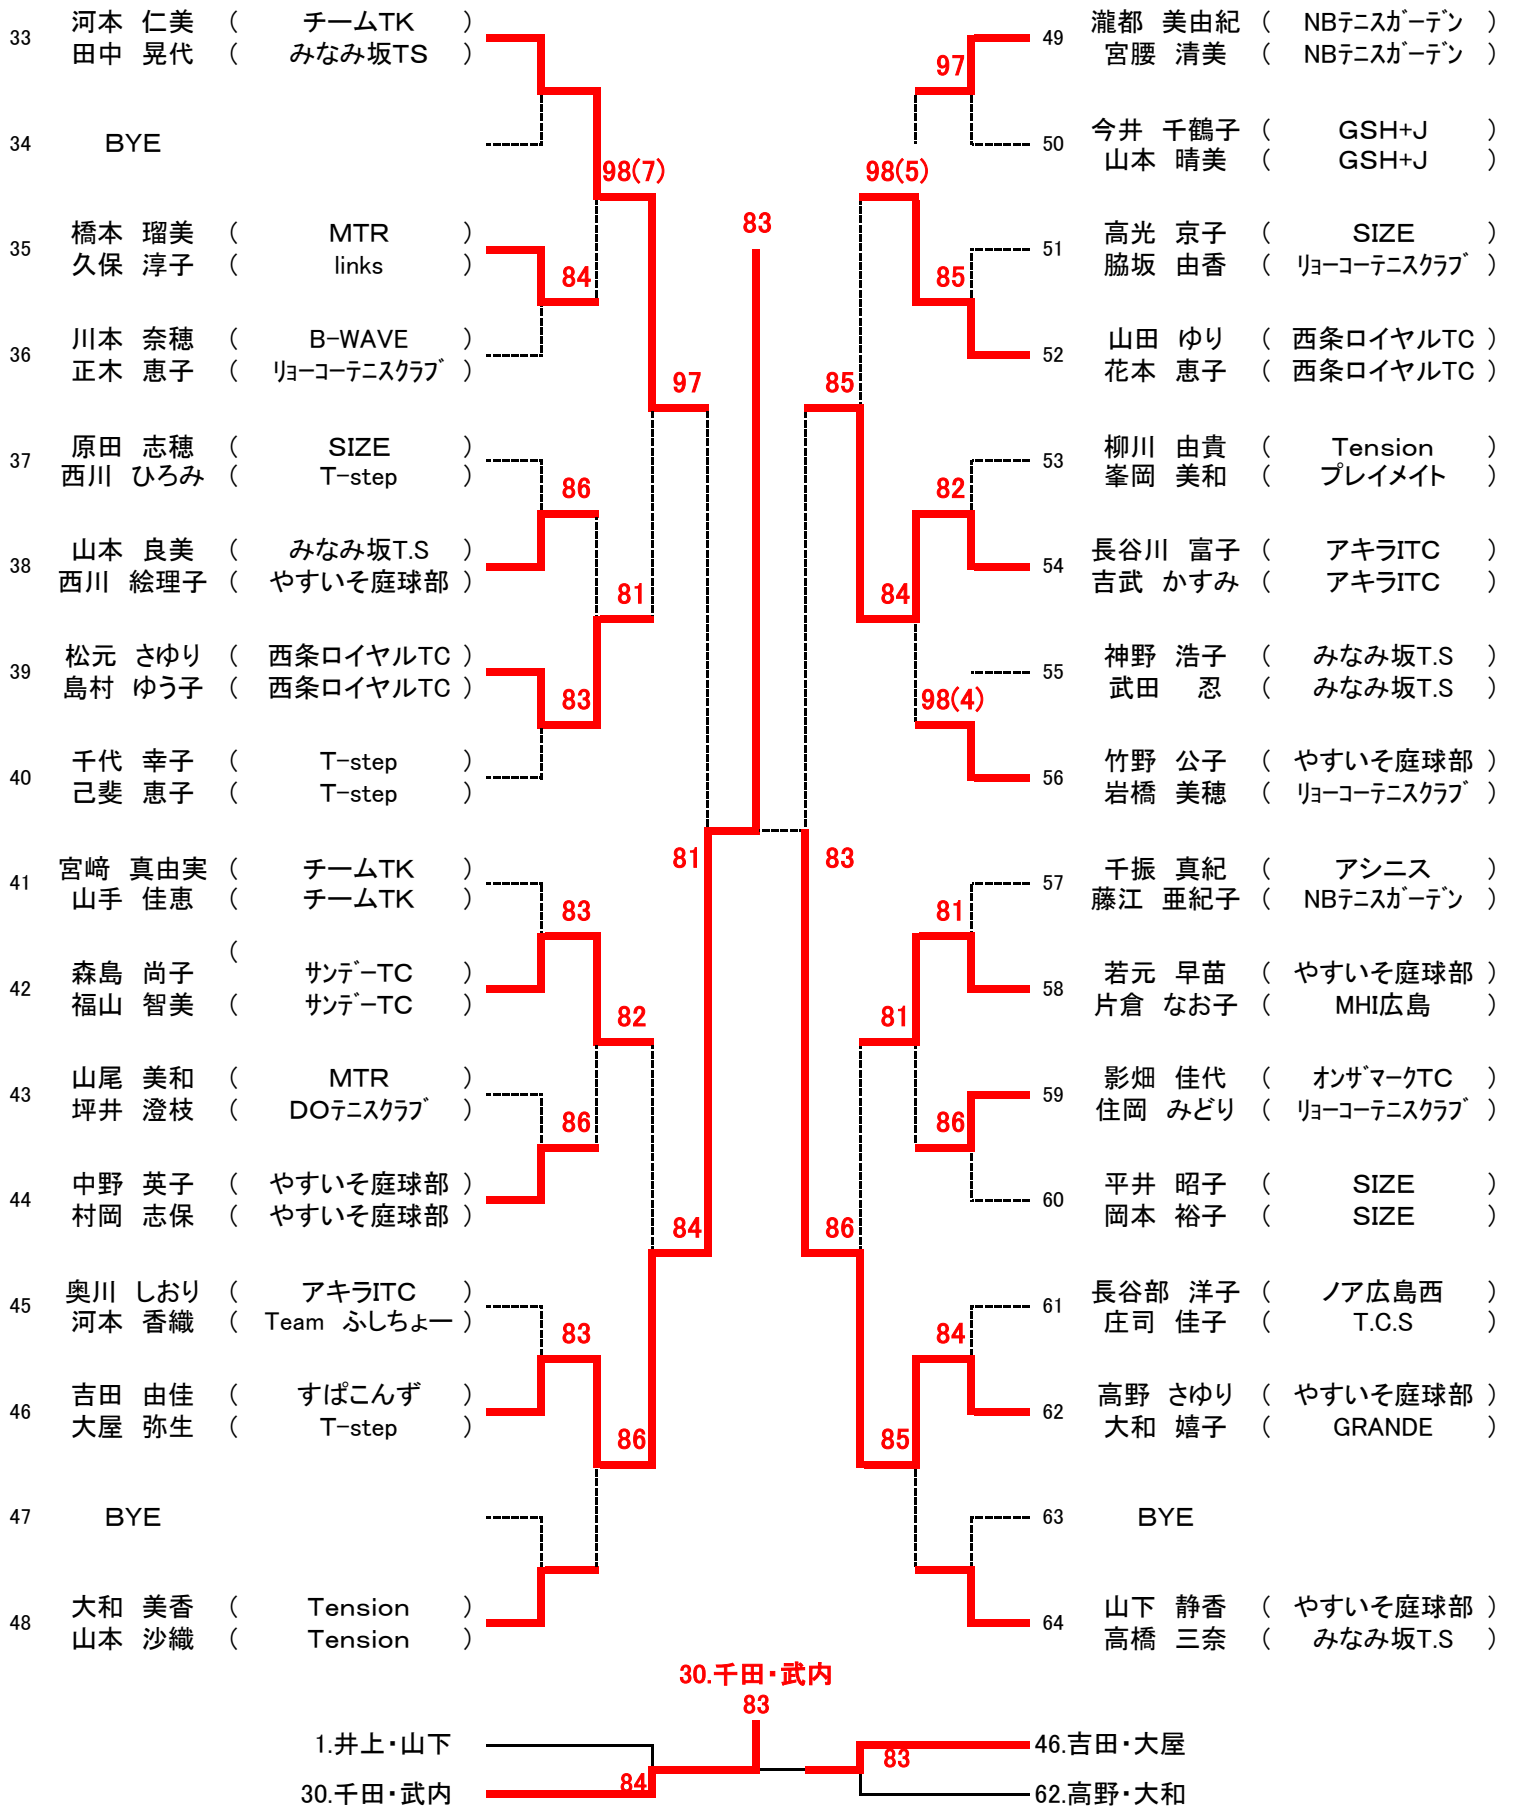 33 河本 仁美 ( チームTK )
田中 晃代 ( みなみ坂TS )
34 BYE
98(7)
35 橋本 瑠美 ( MTR )
久保 淳子 ( links )
84
36 川本 奈穂 ( B-WAVE )
正木 恵子 ( リョーコーテニスクラブ )
97
37 原田 志穂 ( SIZE )
西川 ひろみ ( T-step )
86
38 山本 良美 ( みなみ坂T.S )
西川 絵理子 ( やすいそ庭球部 )
81
39 松元 さゆり ( 西条ロイヤルTC )
島村 ゆう子 ( 西条ロイヤルTC )
83
40 千代 幸子 ( T-step )
己斐 恵子 ( T-step )
81
41 宮﨑 真由実 ( チームTK )
山手 佳恵 ( チームTK )
83
(
42 森島 尚子 サンデーTC )
福山 智美 ( サンデーTC )
82
43 山尾 美和 ( MTR )
坪井 澄枝 ( DOテニスクラブ )
86
44 中野 英子 ( やすいそ庭球部 )
村岡 志保 ( やすいそ庭球部 )
84
45 奥川 しおり ( アキラITC )
河本 香織 ( Team ふしちょー )
83
46 吉田 由佳 ( すぱこんず )
大屋 弥生 ( T-step )
86
47 BYE
48 大和 美香 ( Tension )
山本 沙織 ( Tension )
83
49 瀧都 美由紀 ( NBテニスガーデン )
宮腰 清美 ( NBテニスガーデン )
97
50 今井 千鶴子 ( GSH+J )
山本 晴美 ( GSH+J )
98(5)
51 高光 京子 ( SIZE )
脇坂 由香 ( リョーコーテニスクラブ )
85
52 山田 ゆり ( 西条ロイヤルTC )
花本 恵子 ( 西条ロイヤルTC )
85
53 柳川 由貴 ( Tension )
峯岡 美和 ( プレイメイト )
82
54 長谷川 富子 ( アキラITC )
吉武 かすみ ( アキラITC )
84
55 神野 浩子 ( みなみ坂T.S )
武田 忍 ( みなみ坂T.S )
98(4)
56 竹野 公子 ( やすいそ庭球部 )
岩橋 美穂 ( リョーコーテニスクラブ )
83
57 千振 真紀 ( アシニス )
藤江 亜紀子 ( NBテニスガーデン )
81
58 若元 早苗 ( やすいそ庭球部 )
片倉 なお子 ( MHI広島 )
81
59 影畑 佳代 ( オンザマークTC )
住岡 みどり ( リョーコーテニスクラブ )
86
60 平井 昭子 ( SIZE )
岡本 裕子 ( SIZE )
86
61 長谷部 洋子 ( ノア広島西 )
庄司 佳子 ( T.C.S )
84
62 高野 さゆり ( やすいそ庭球部 )
大和 嬉子 ( GRANDE )
85
63 BYE
64 山下 静香 ( やすいそ庭球部 )
高橋 三奈 ( みなみ坂T.S )
30.千田・武内
83
1.井上・山下
30.千田・武内
84
46.吉田・大屋
83
62.高野・大和